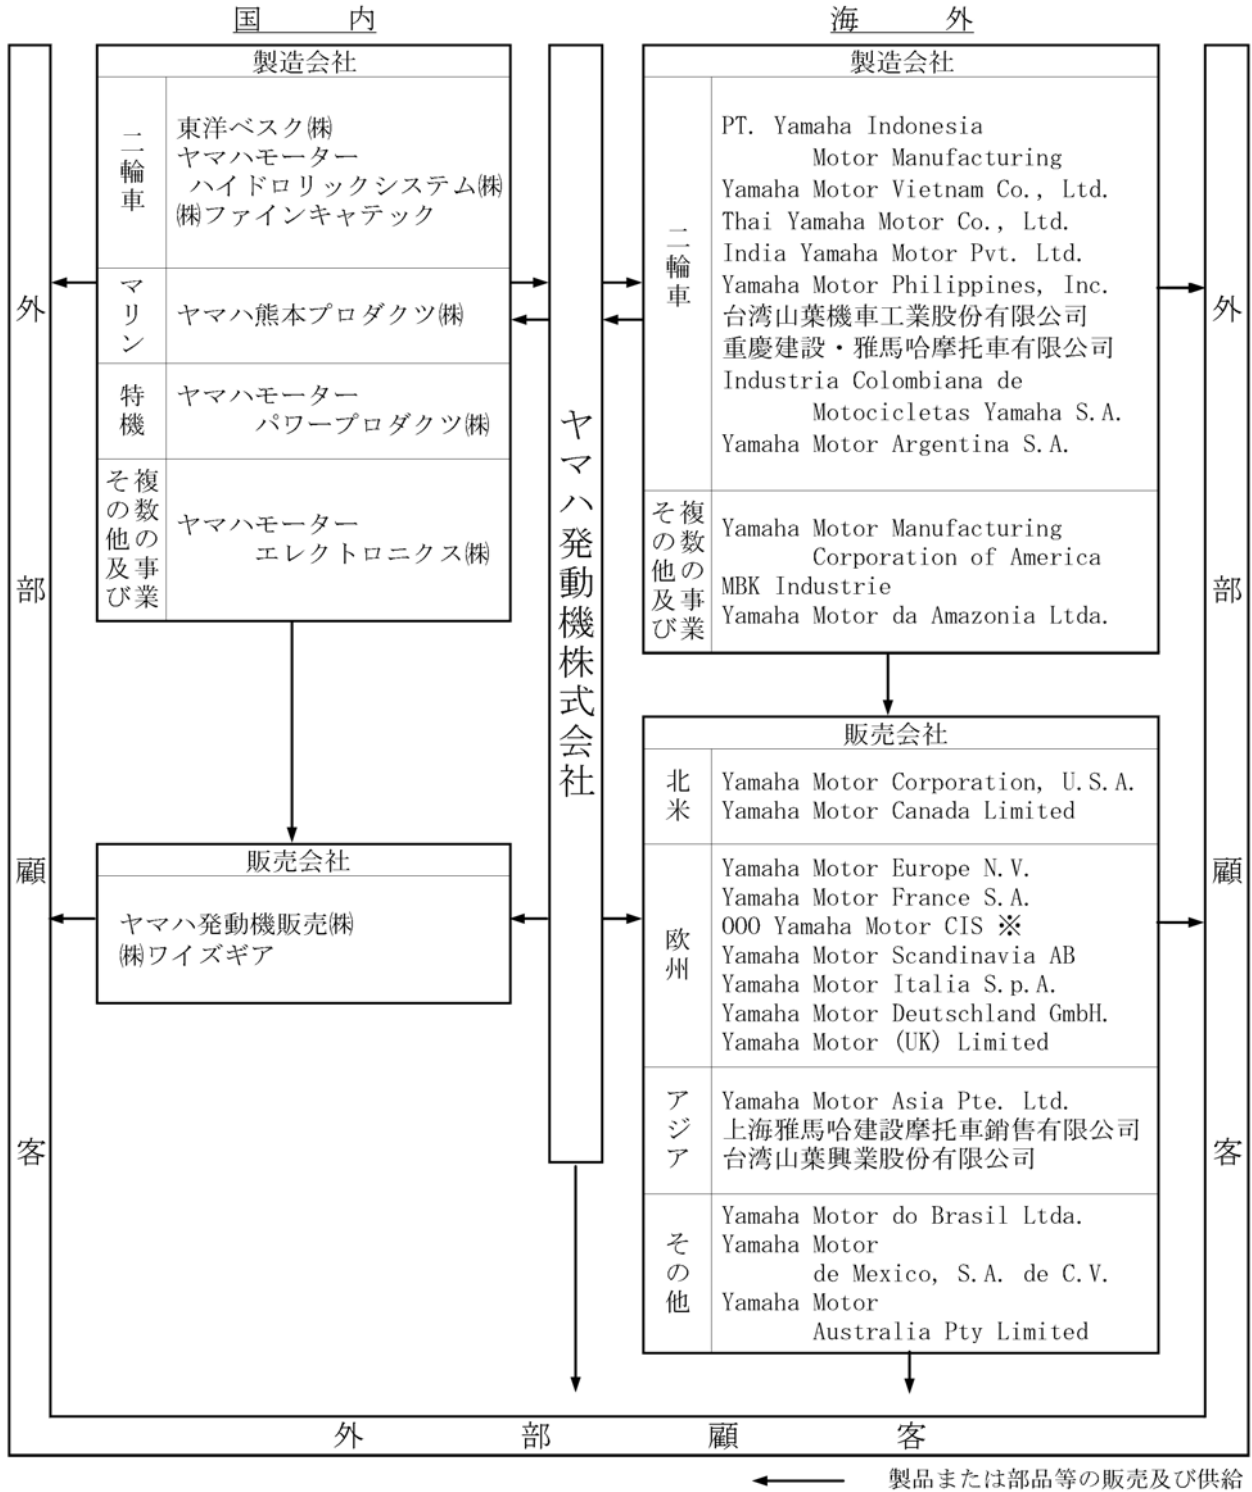 国　内
製造会社
二輪車
東洋ベスク㈱
ヤマハモーター
ハイドロリックシステム㈱
㈱ファインキャテック
マリン
ヤマハ熊本プロダクツ㈱
特機
ヤマハモーター
パワープロダクツ㈱
複数の事業
その他及び
ヤマハモーター
エレクトロニクス㈱
販売会社
ヤマハ発動機販売㈱
㈱ワイズギア
ヤマハ発動機株式会社
海　外
製造会社
二輪車
PT. Yamaha Indonesia
Motor Manufacturing
Yamaha Motor Vietnam Co., Ltd.
Thai Yamaha Motor Co., Ltd.
India Yamaha Motor Pvt. Ltd.
Yamaha Motor Philippines, Inc.
台湾山葉機車工業股份有限公司
重慶建設・雅馬哈摩托車有限公司
Industria Colombiana de
Motocicletas Yamaha S.A.
Yamaha Motor Argentina S.A.
複数の事業
その他及び
Yamaha Motor Manufacturing
Corporation of America
MBK Industrie
Yamaha Motor da Amazonia Ltda.
販売会社
北米
Yamaha Motor Corporation, U.S.A.
Yamaha Motor Canada Limited
欧州
Yamaha Motor Europe N.V.
Yamaha Motor France S.A.
OOO Yamaha Motor CIS ※
Yamaha Motor Scandinavia AB
Yamaha Motor Italia S.p.A.
Yamaha Motor Deutschland GmbH.
Yamaha Motor (UK) Limited
アジア
Yamaha Motor Asia Pte. Ltd.
上海雅馬哈建設摩托車銷售有限公司
台湾山葉興業股份有限公司
その他
Yamaha Motor do Brasil Ltda.
Yamaha Motor
de Mexico, S.A. de C.V.
Yamaha Motor
Australia Pty Limited
外部顧客
外部顧客
外　部　顧　客
製品または部品等の販売及び供給